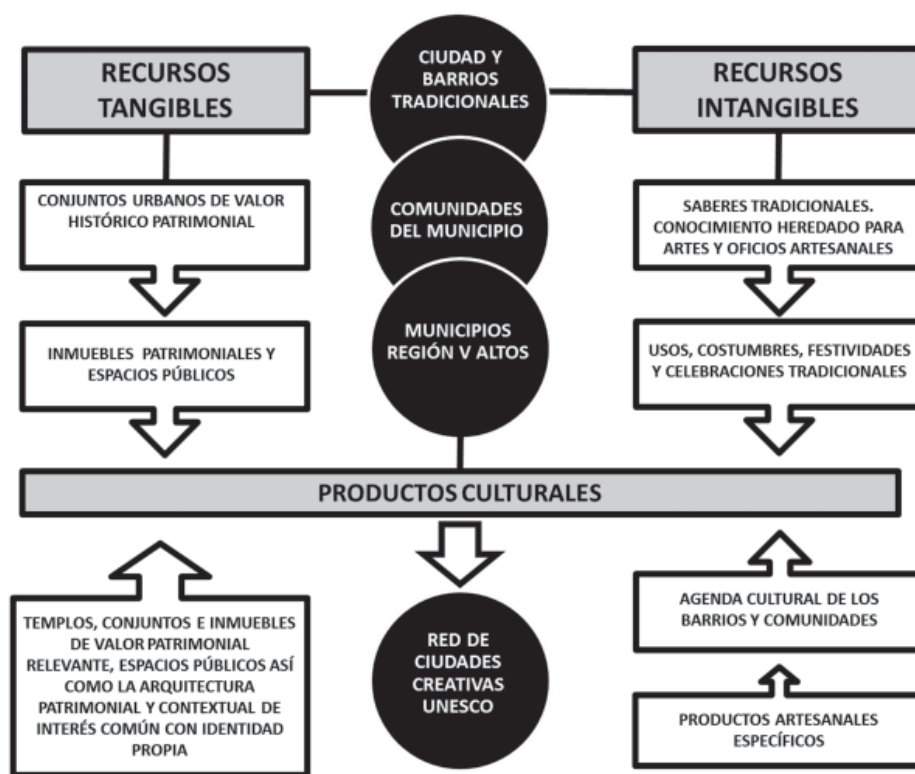 CIUDAD Y
BARRIOS
TRADICIONALES
RECURSOS
TANGIBLES
RECURSOS
INTANGIBLES
CONJUNTOS URBANOS DE VALOR
HISTÓRICO PATRIMONIAL
COMUNIDADES
DEL MUNICIPIO
SABERES TRADICIONALES.
CONOCIMIENTO HEREDADO PARA
ARTES Y OFICIOS ARTESANALES
INMUEBLES PATRIMONIALES Y
ESPACIOS PÚBLICOS
MUNICIPIOS
REGIÓN V ALTOS
USOS, COSTUMBRES, FESTIVIDADES
Y CELEBRACIONES TRADICIONALES
PRODUCTOS CULTURALES
TEMPLOS, CONJUNTOS E INMUEBLES
DE VALOR PATRIMONIAL
RELEVANTE, ESPACIOS PÚBLICOS ASÍ
COMO LA ARQUITECTURA
PATRIMONIAL Y CONTEXTUAL DE
INTERÉS COMÚN CON IDENTIDAD
PROPIA
RED DE
CIUDADES
CREATIVAS
UNESCO
AGENDA CULTURAL DE LOS
BARRIOS Y COMUNIDADES
PRODUCTOS ARTESANALES
ESPECÍFICOS